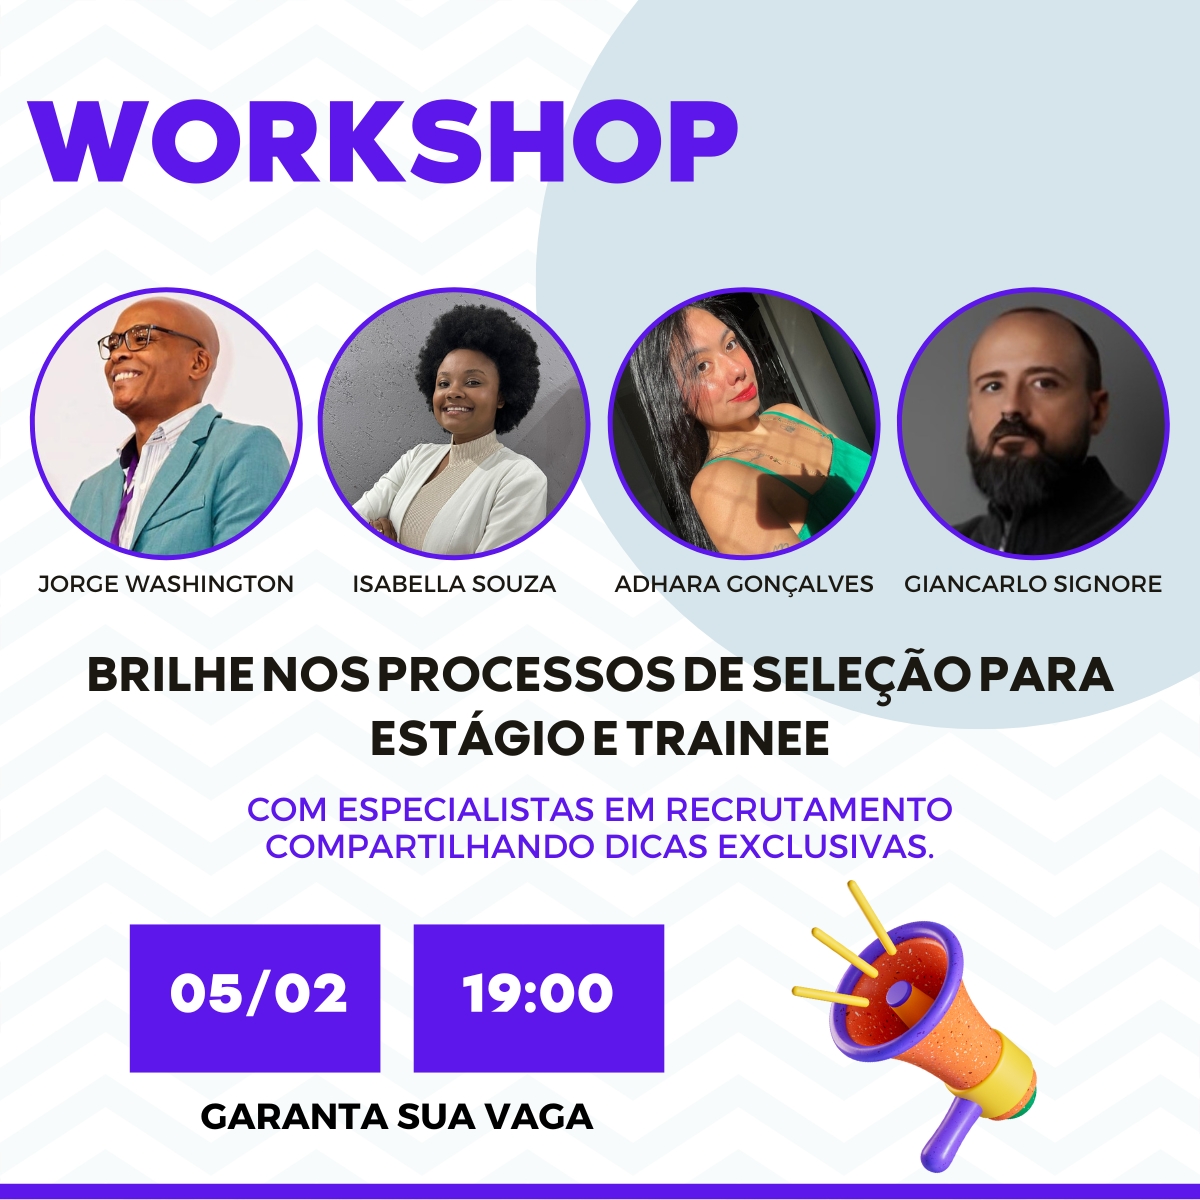 WORKSHOP
JORGE WASHINGTON
ISABELLA SOUZA
ADHARA GONÇALVES
GIANCARLO SIGNORE
BRILHE NOS PROCESSOS DE SELEÇÃO PARA
ESTÁGIO E TRAINEE
COM ESPECIALISTAS EM RECRUTAMENTO
COMPARTILHANDO DICAS EXCLUSIVAS.
05/02
19:00
GARANTA SUA VAGA